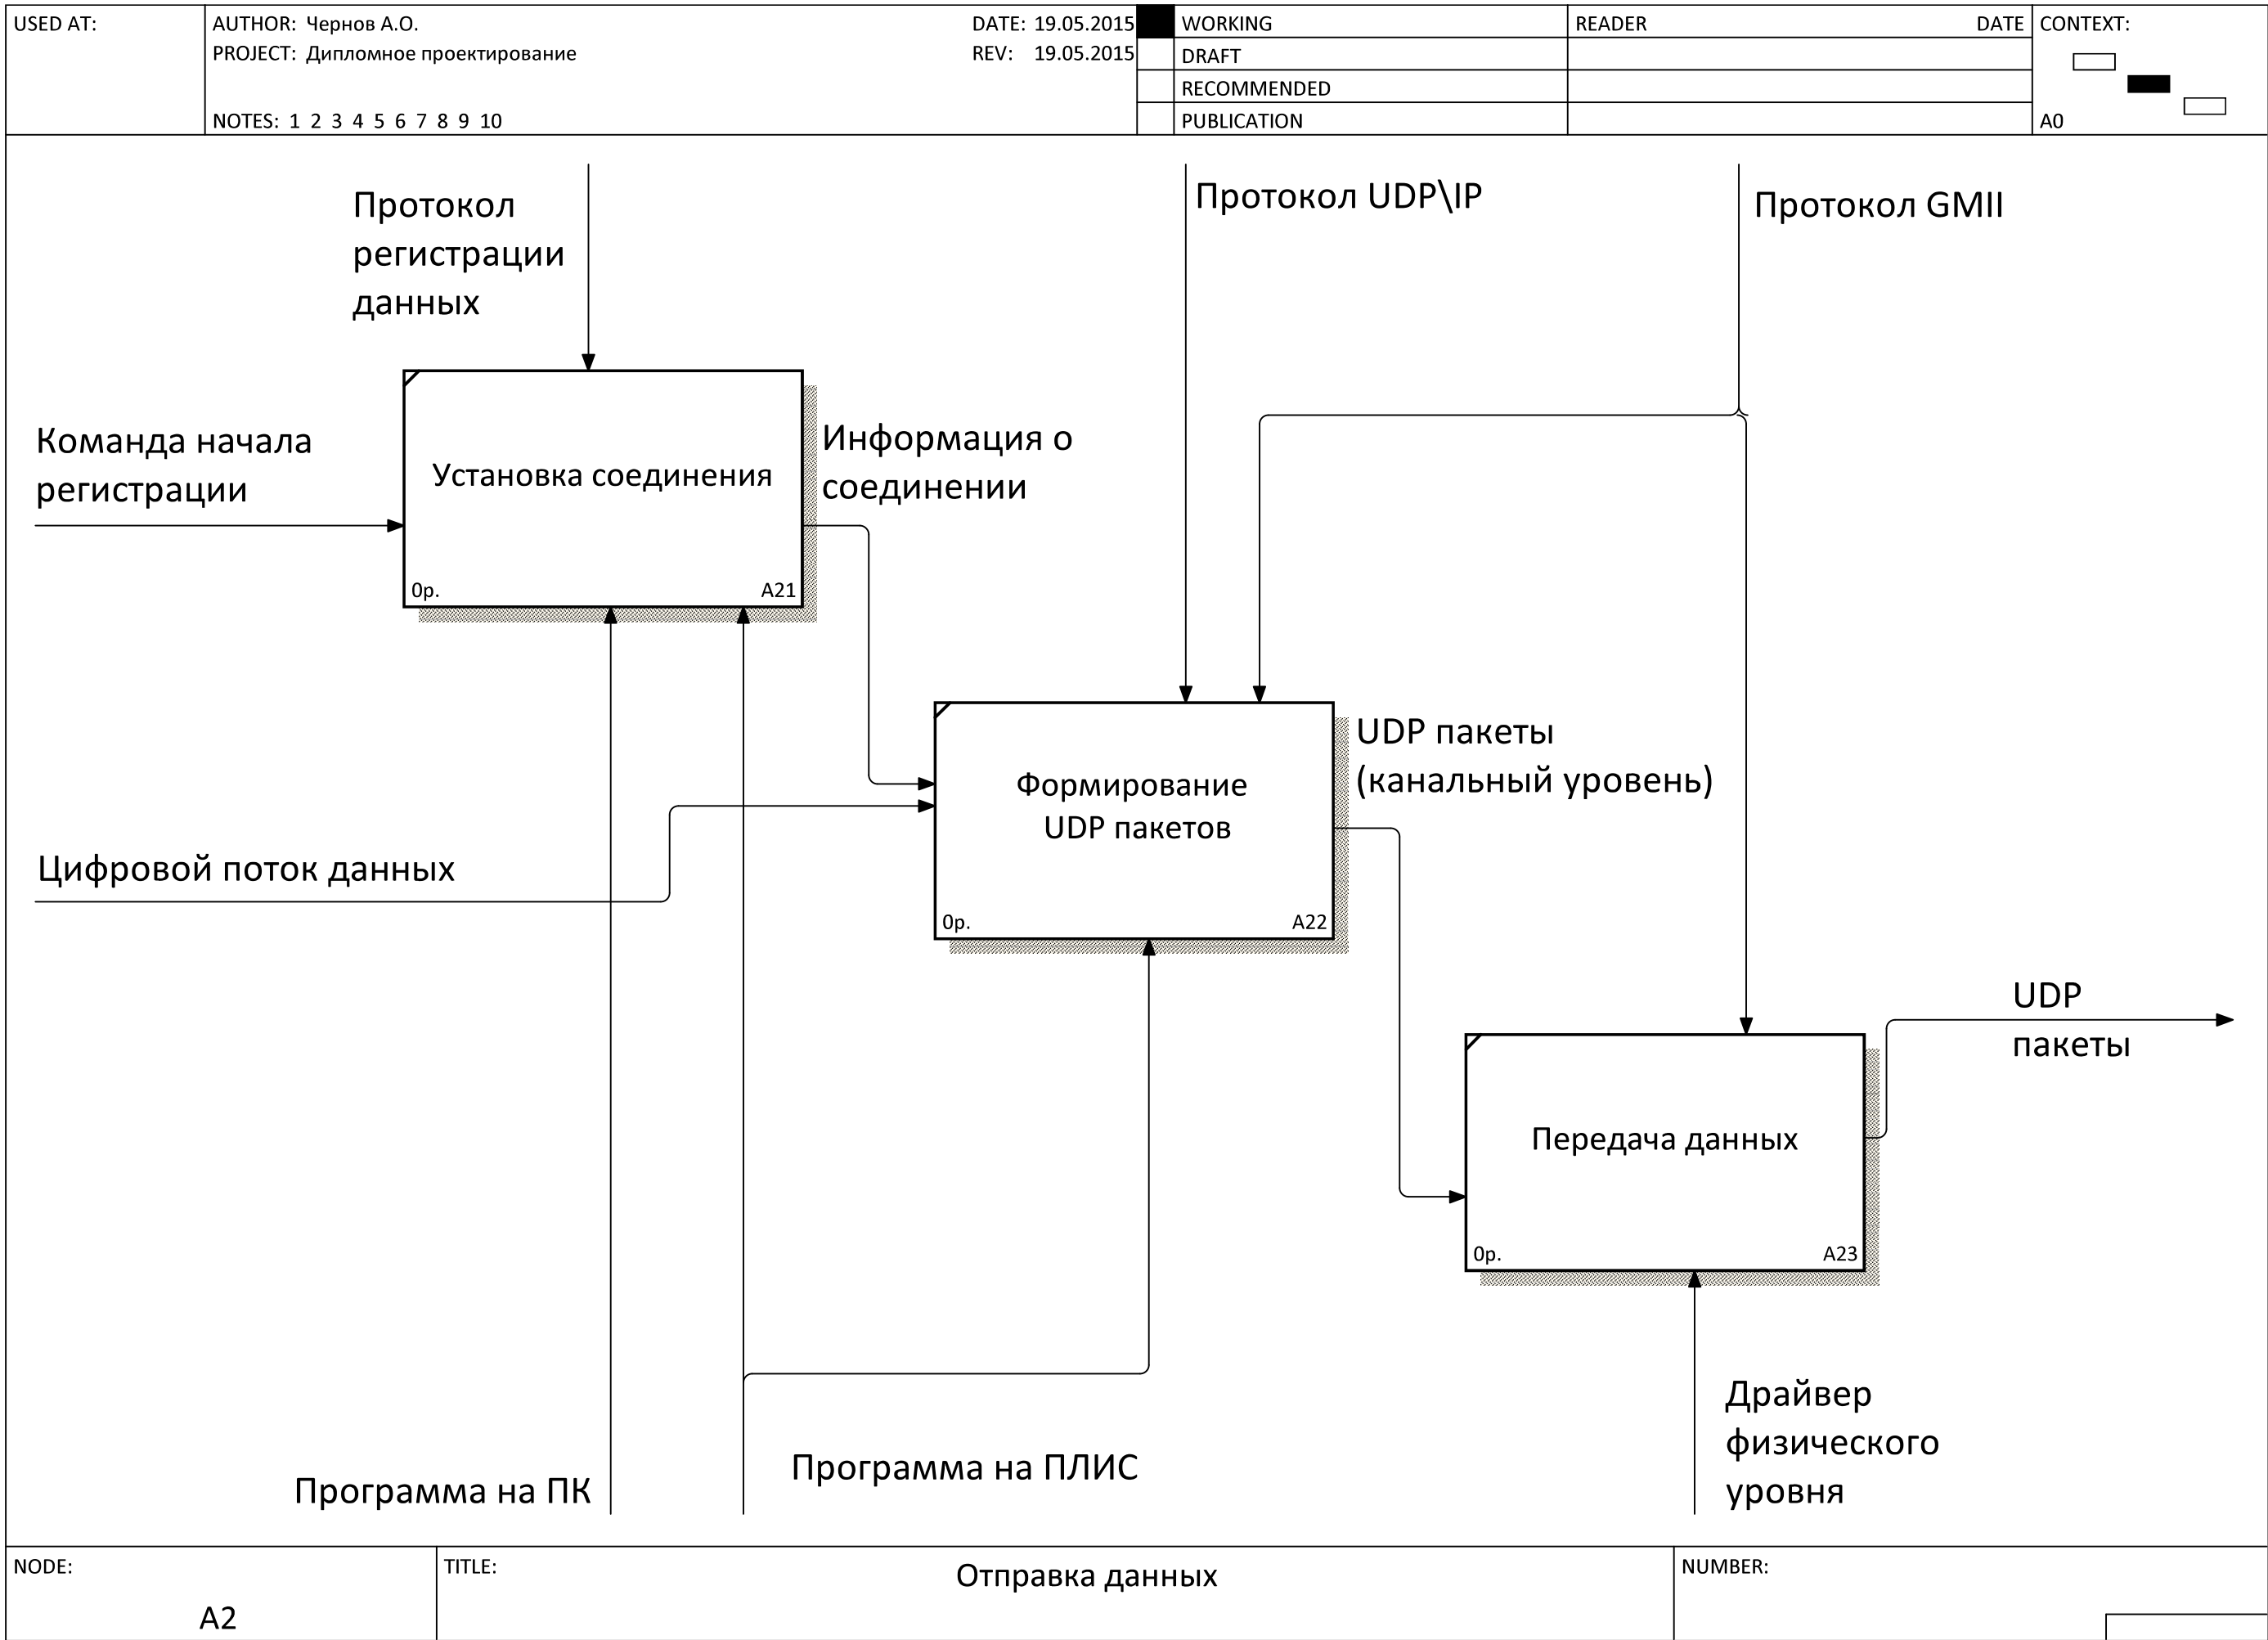 USED AT:
AUTHOR: Чернов А.О.
DATE: 19.05.2015
PROJECT: Дипломное проектирование
REV: 19.05.2015
NOTES: 1 2 3 4 5 6 7 8 9 10
WORKING
DRAFT
RECOMMENDED
PUBLICATION
READER
DATE
CONTEXT:
A0
Протокол
регистрации
данных
Протокол UDP\IP
Протокол GMII
Команда начала
регистрации
Установка соединения
0р.
A21
Информация о
соединении
Формирование
UDP пакетов
0р.
A22
UDP пакеты
(канальный уровень)
Цифровой поток данных
UDP
пакеты
Передача данных
0р.
A23
Драйвер
физического
уровня
Программа на ПЛИС
Программа на ПК
NODE:
A2
TITLE:
Отправка данных
NUMBER: